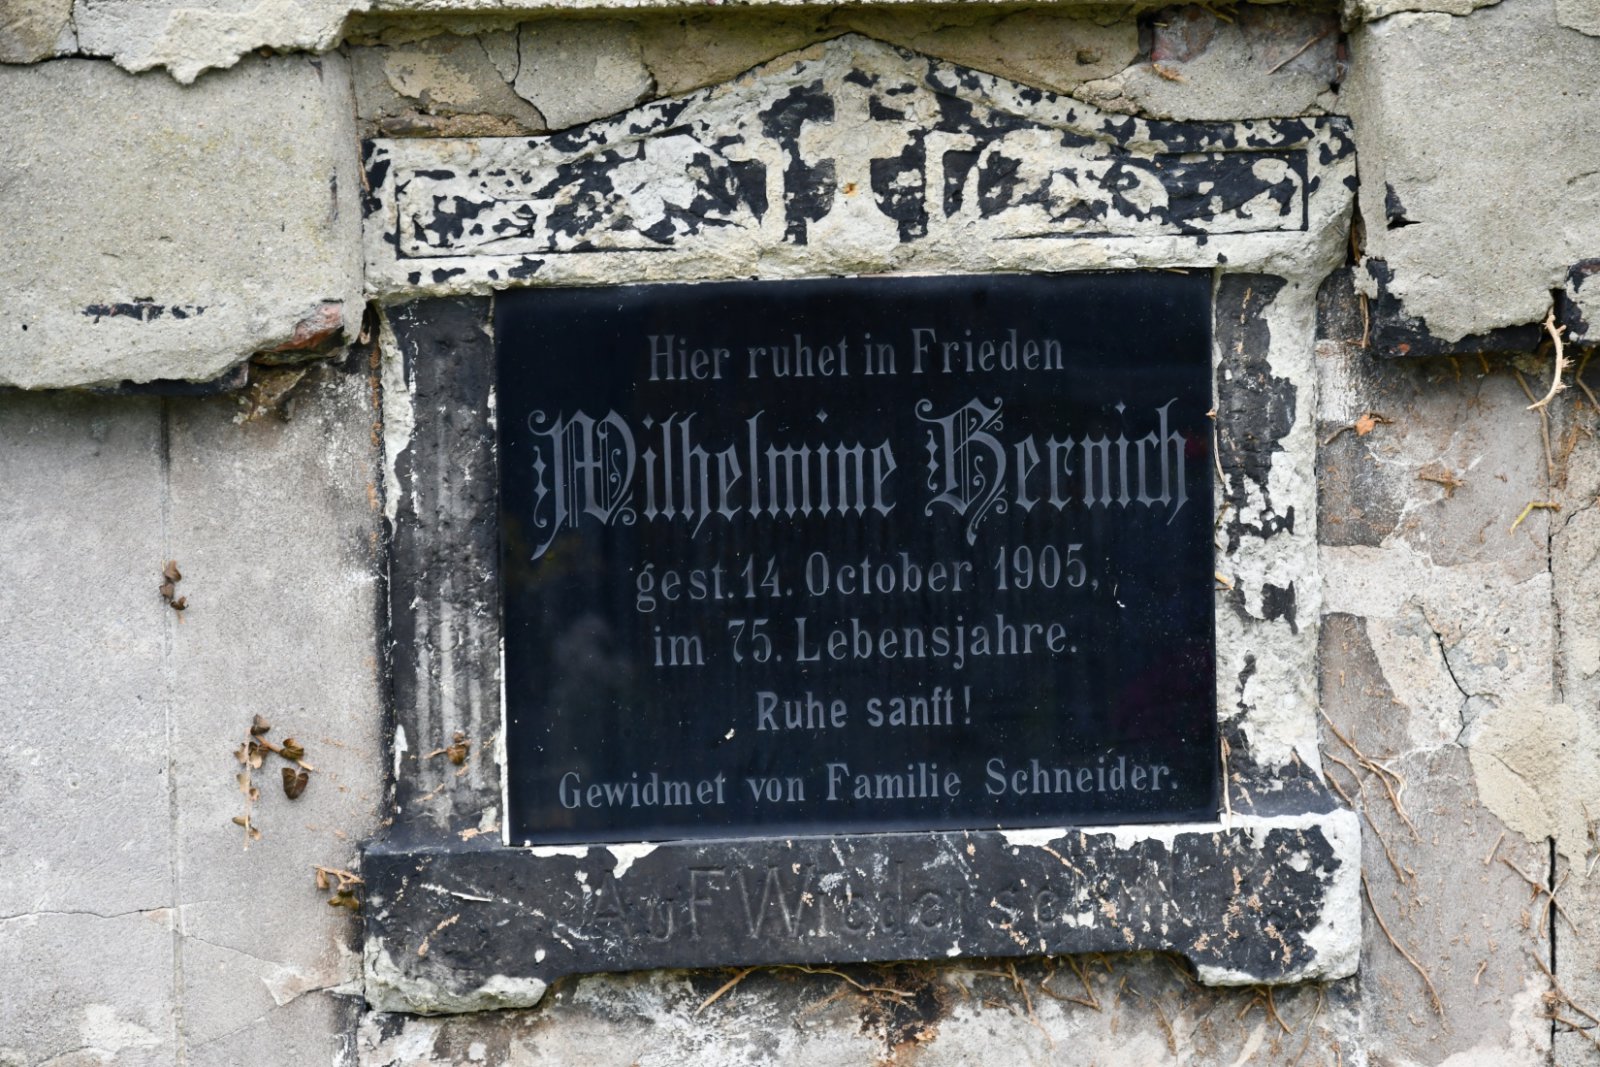 Hier ruhet in Frieden
Wilhelmine Hernich
gest. 14. October 1905,
im 75. Lebensjahre.
Ruhe sanft!
Gewidmet von Familie Schneider.
AuF Wiedersehn!